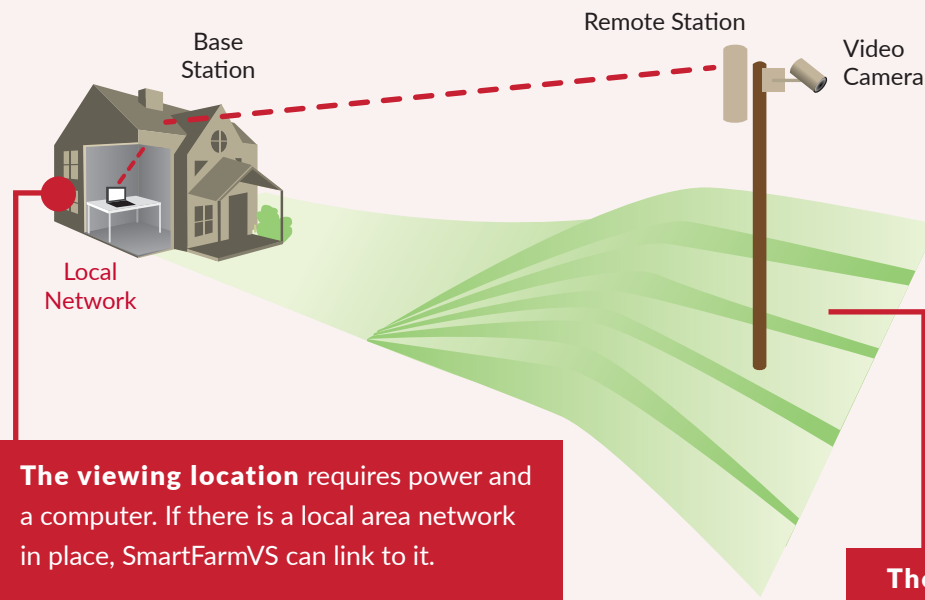 Remote Station
Base
Station
Video
Camera
Local
Network
The viewing location requires power and
a computer. If there is a local area network
in place, SmartFarmVS can link to it.